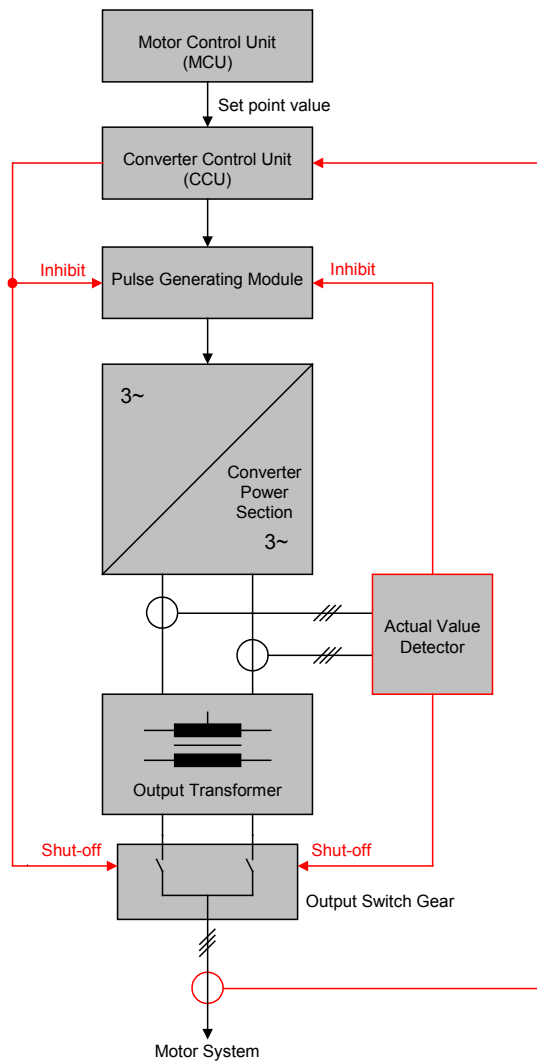 Motor Control Unit
(MCU)
Set point value
Converter Control Unit
(CCU)
Inhibit
Pulse Generating Module
Inhibit
3~
Converter
Power
Section
3~
Actual Value
Detector
Output Transformer
Shut-off
Shut-off
Output Switch Gear
Motor System